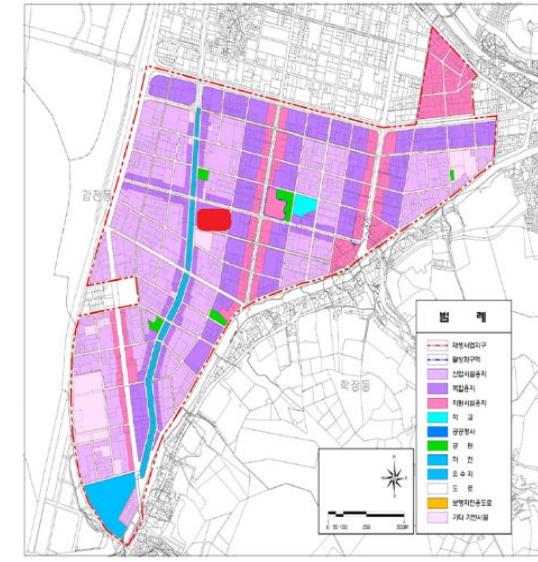 감전동
학장동
범 례
재생사업지구
활성화구역
산업시설용지
복합용지
지원시설용지
학 교
공공청사
공 원
하 천
유 수 지
도 로
보행자전용도로
기타 기반시설
0 50 100 250 500M